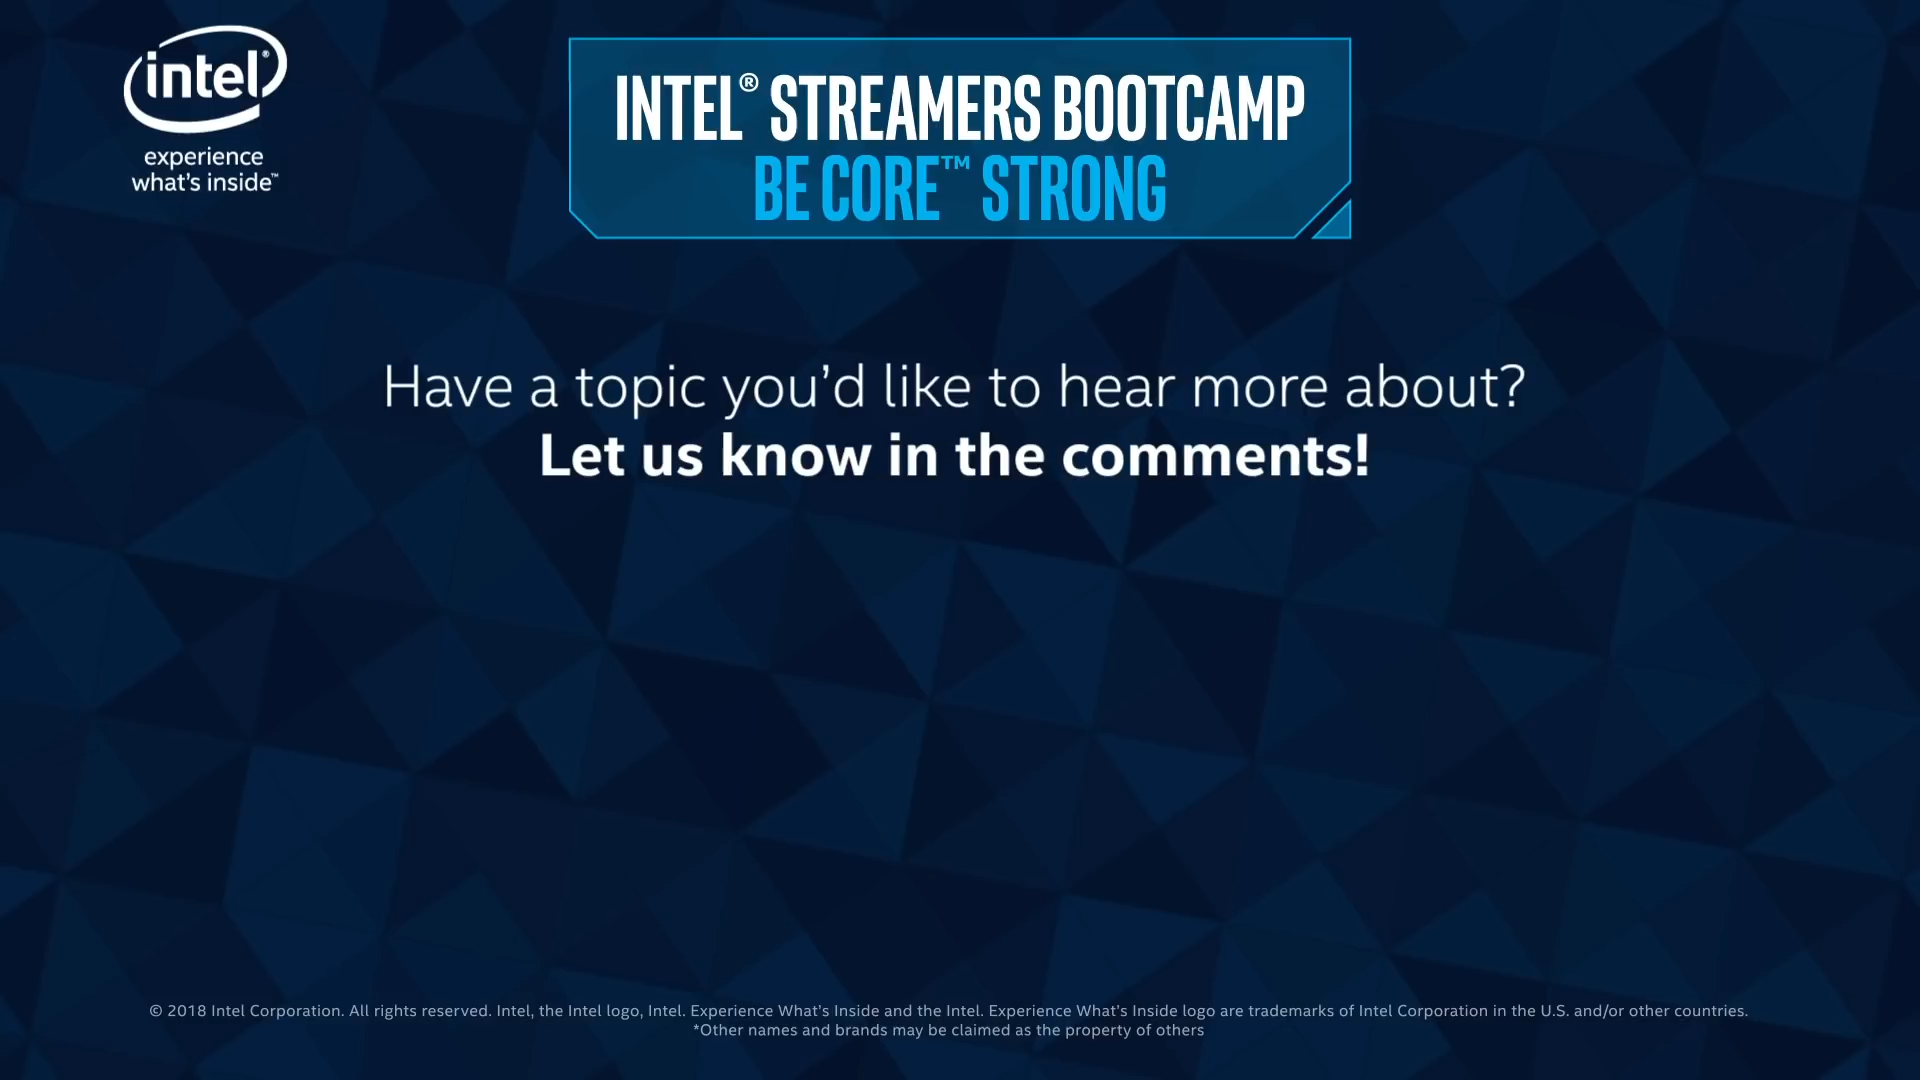 intel®
experience
what's inside™
INTEL® STREAMERS BOOTCAMP
BE CORE™ STRONG
Have a topic you'd like to hear more about?
Let us know in the comments!
© 2018 Intel Corporation. All rights reserved. Intel, the Intel logo, Intel. Experience What's Inside and the Intel. Experience What's Inside logo are trademarks of Intel Corporation in the U.S. and/or other countries.
*Other names and brands may be claimed as the property of others